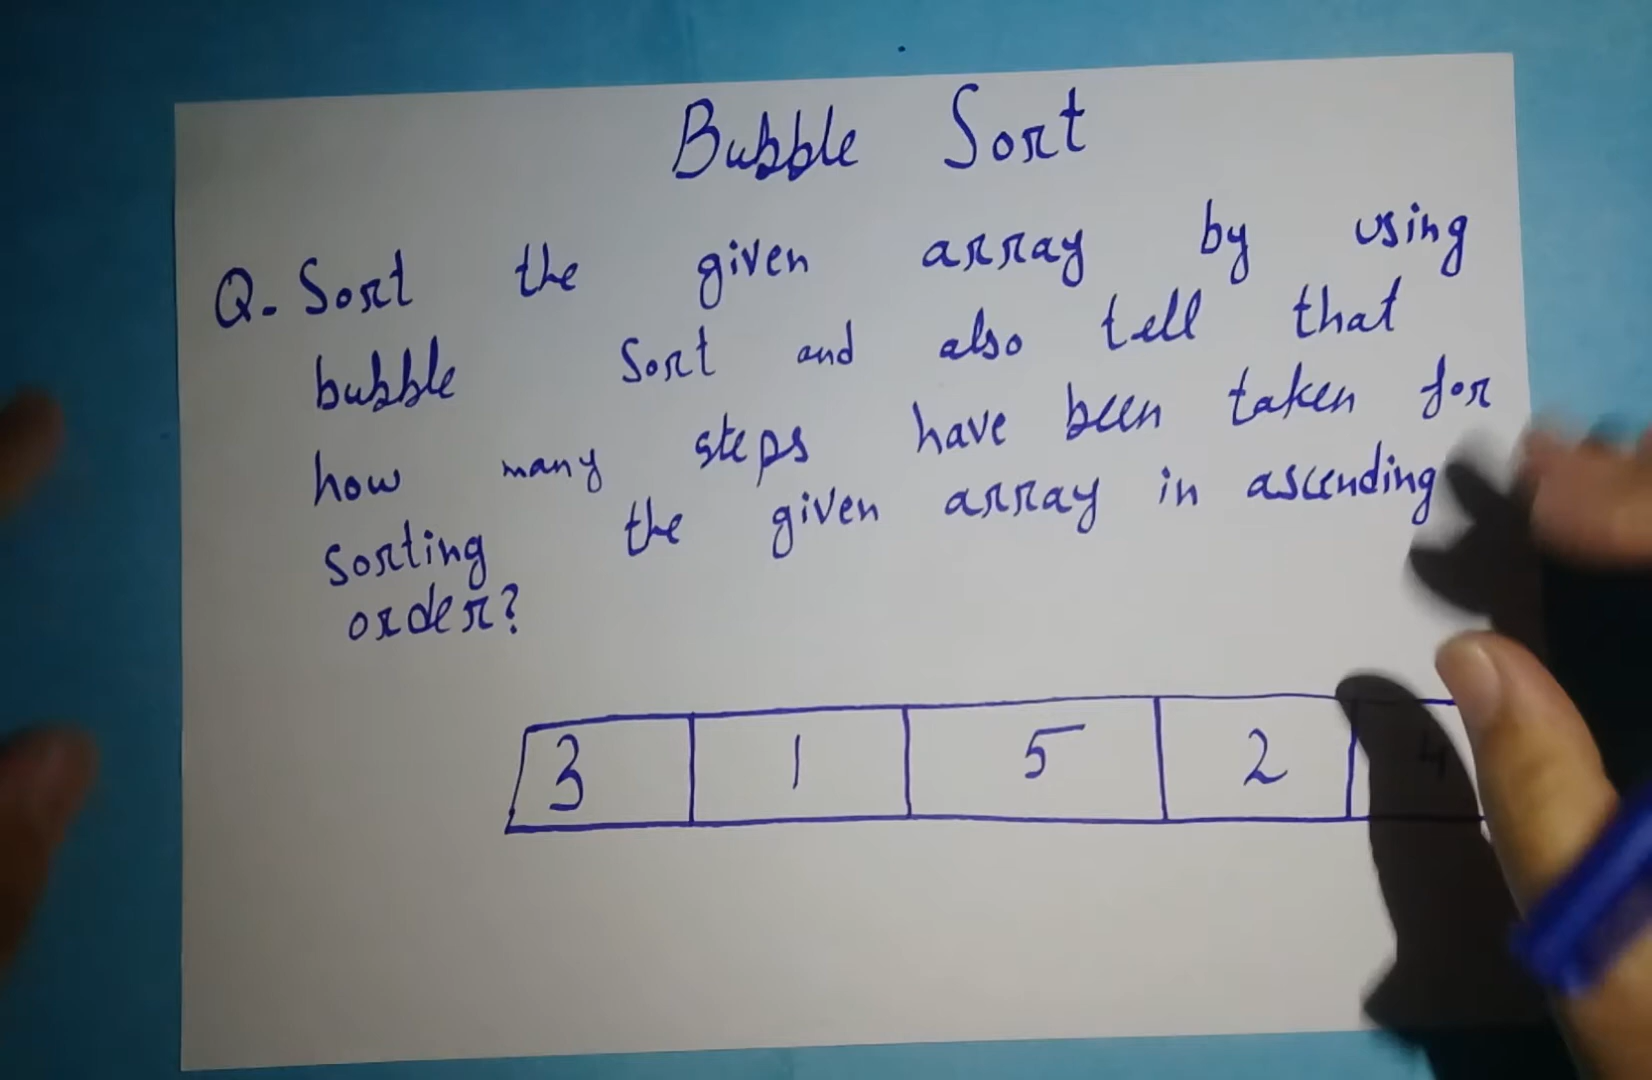 Bubble Sort
Q. Sort the given array by using
bubble Sort and also tell that
how many steps have been taken for
sorting the given array in ascending
order?
3 1 5 2 4